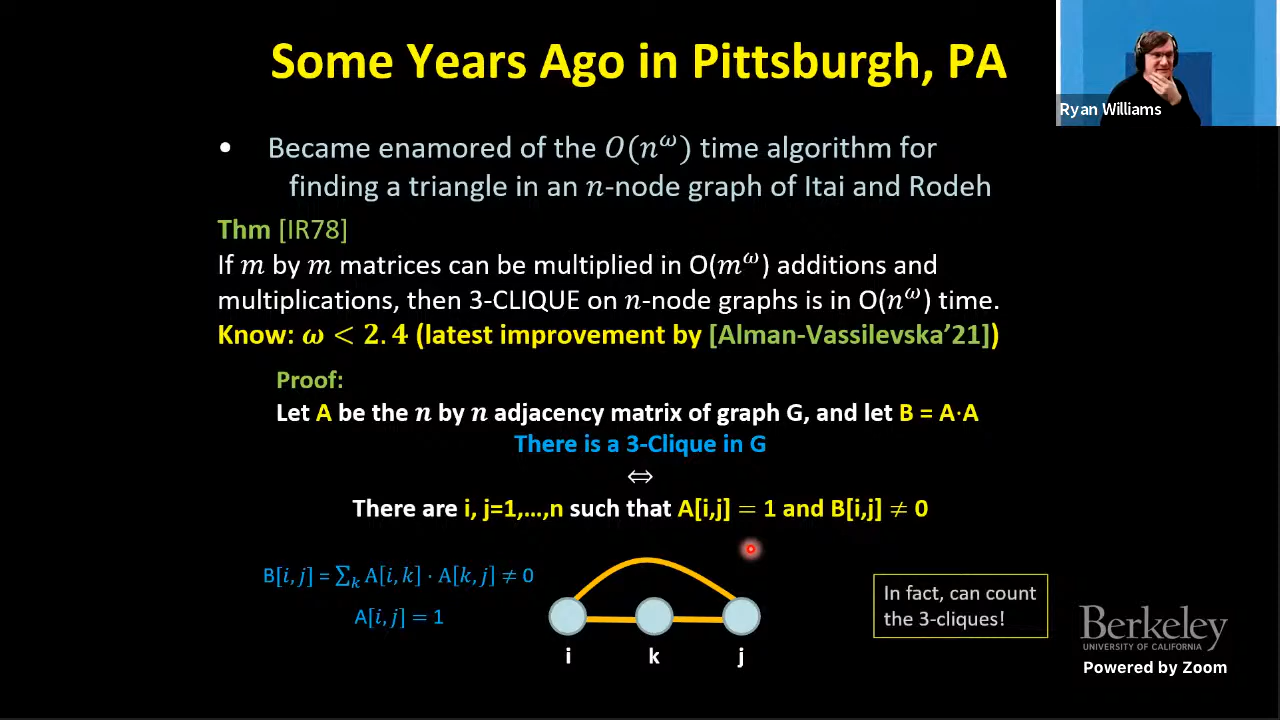 Some Years Ago in Pittsburgh, PA
Ryan Williams
• Became enamored of the 𝑂(𝑛^ω) time algorithm for
finding a triangle in an 𝑛-node graph of Itai and Rodeh
Thm [IR78]
If 𝑚 by 𝑚 matrices can be multiplied in O(𝑚^ω) additions and
multiplications, then 3-CLIQUE on 𝑛-node graphs is in O(𝑛^ω) time.
Know: ω < 2.4 (latest improvement by [Alman-Vassilevska’21])
Proof:
Let A be the 𝑛 by 𝑛 adjacency matrix of graph G, and let B = A·A
There is a 3-Clique in G
⇔
There are i, j=1,…,n such that A[i,j] = 1 and B[i,j] ≠ 0
B[𝑖, 𝑗] = ∑ₖ A[𝑖, 𝑘] · A[𝑘, 𝑗] ≠ 0
A[𝑖, 𝑗] = 1
i k j
In fact, can count
the 3-cliques!
Berkeley
UNIVERSITY OF CALIFORNIA
Powered by Zoom